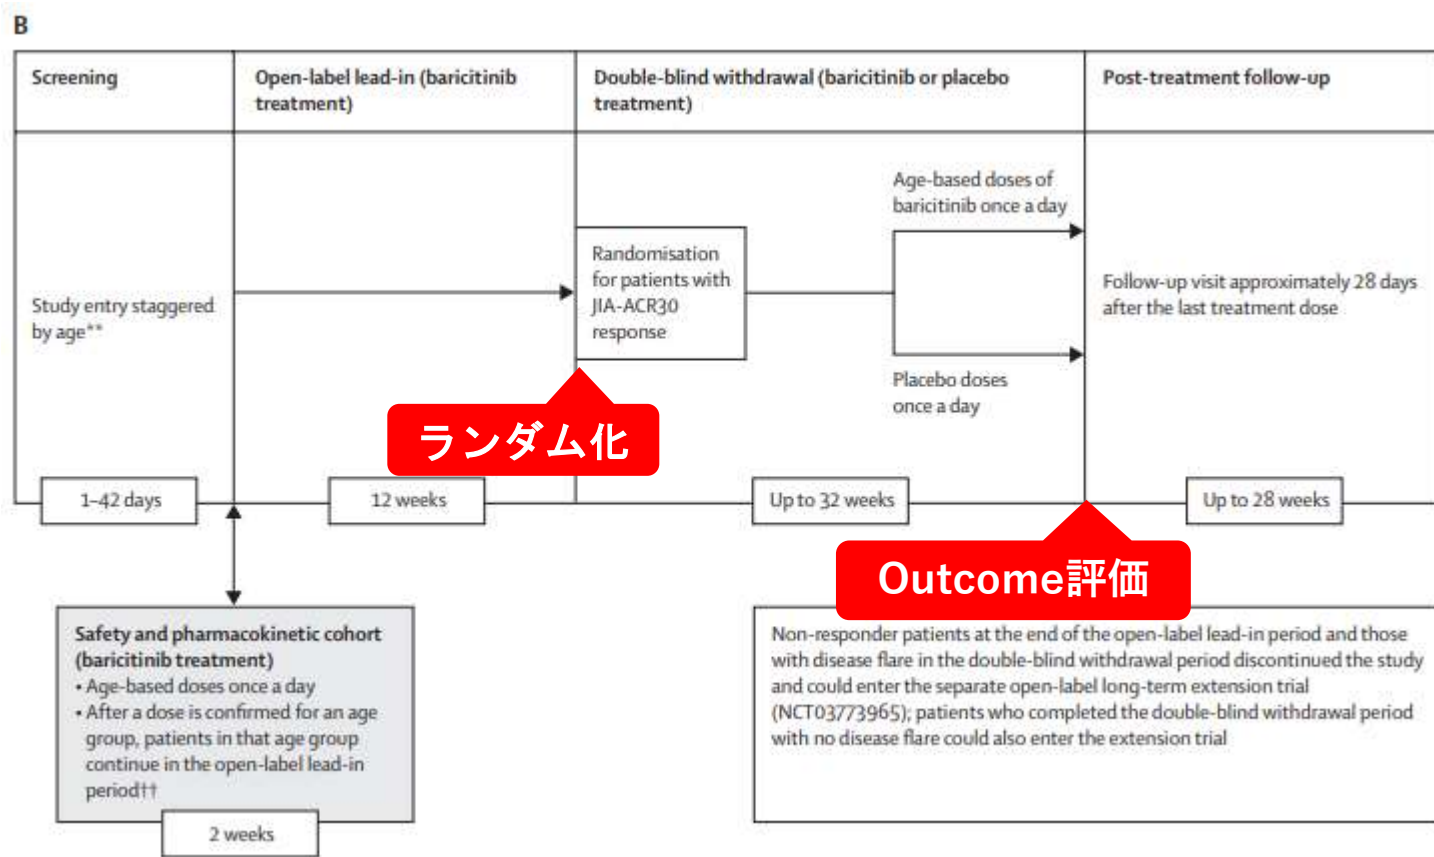 B
Screening
Open-label lead-in (baricitinib
treatment)
Double-blind withdrawal (baricitinib or placebo
treatment)
Post-treatment follow-up
Study entry staggered
by age**
Randomisation
for patients with
JIA-ACR30
response
Age-based doses of
baricitinib once a day
Placebo doses
once a day
Follow-up visit approximately 28 days
after the last treatment dose
ランダム化
1–42 days
12 weeks
Up to 32 weeks
Up to 28 weeks
Outcome評価
Safety and pharmacokinetic cohort
(baricitinib treatment)
• Age-based doses once a day
• After a dose is confirmed for an age
group, patients in that age group
continue in the open-label lead-in
period††
2 weeks
Non-responder patients at the end of the open-label lead-in period and those
with disease flare in the double-blind withdrawal period discontinued the study
and could enter the separate open-label long-term extension trial
(NCT03773965); patients who completed the double-blind withdrawal period
with no disease flare could also enter the extension trial